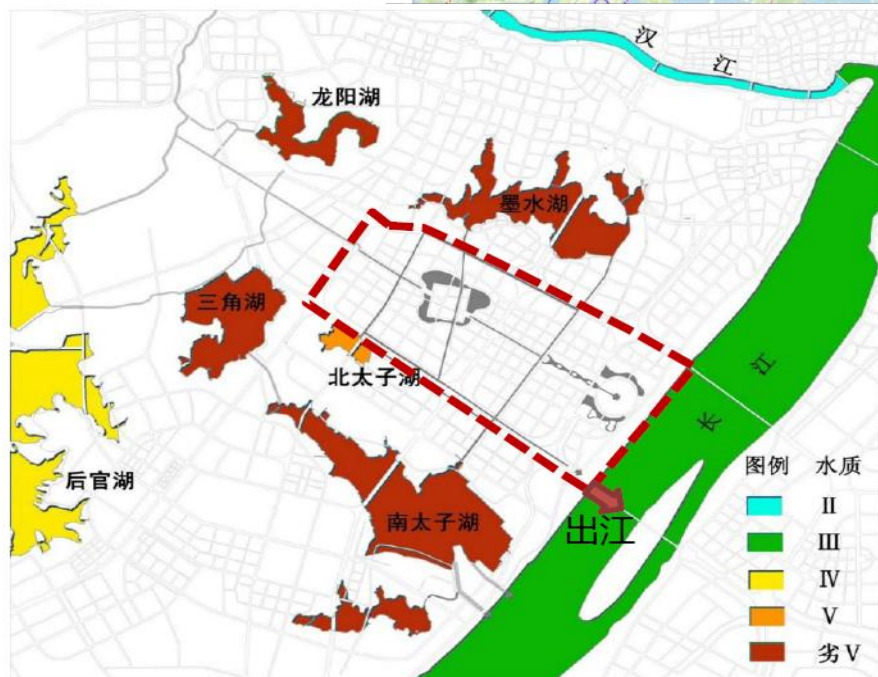 汉江
龙阳湖
墨水湖
三角湖
北太子湖
长江
后官湖
南太子湖
出江
图例 水质
II
III
IV
V
劣V